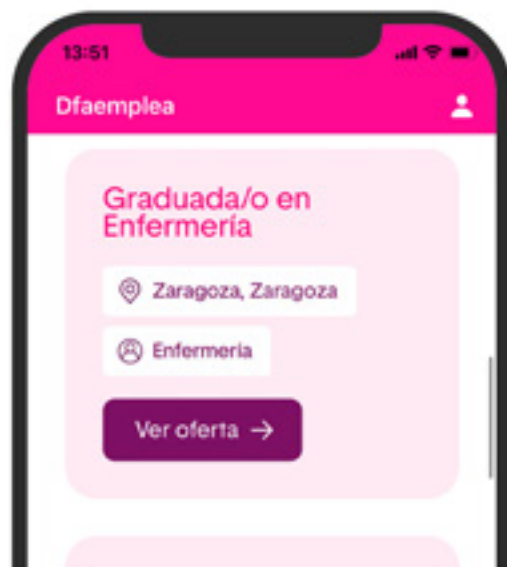 13:51
Dfaemplea
Graduada/o en
Enfermería
Zaragoza, Zaragoza
Enfermería
Ver oferta →